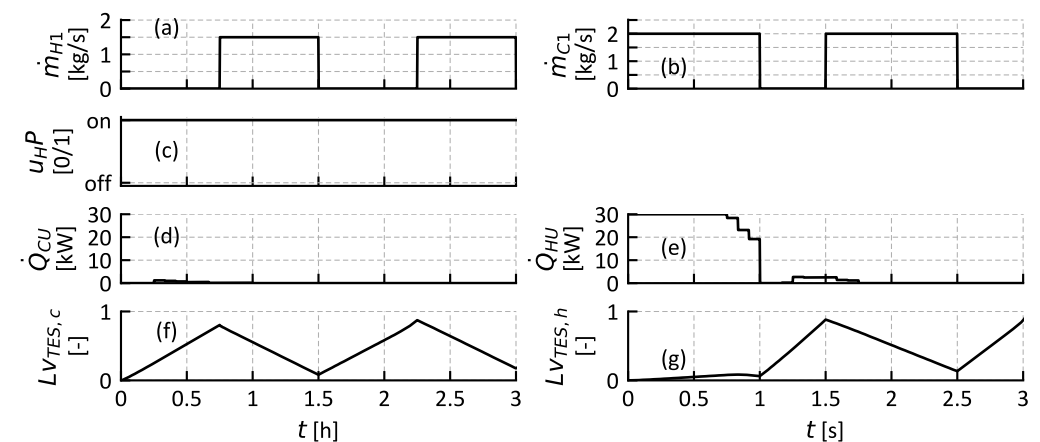 ṁH1 [kg/s]
2
1
0
(a)
ṁC1 [kg/s]
2
1
0
(b)
uHP [0/1]
on
off
(c)
Q̇CU [kW]
30
20
10
0
(d)
Q̇HU [kW]
30
20
10
0
(e)
LvTES, c [-]
1
0
(f)
LvTES, h [-]
1
0
(g)
0 0.5 1 1.5 2 2.5 3
t [h]
0 0.5 1 1.5 2 2.5 3
t [s]